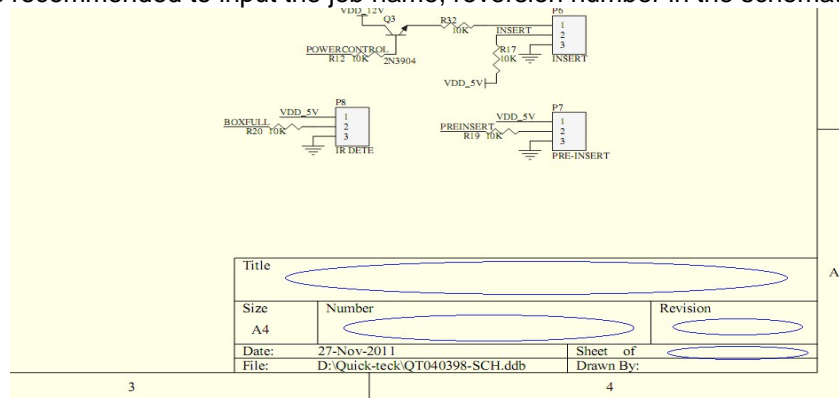 recommended to input the job name, reversion number in the schema
VDD_12V
Q3
R32
10K
P6
INSERT
1
2
3
POWERCONTROL
R12 10K
2N3904
R17
10K
INSERT
VDD_5V
P8
VDD_5V
1
BOXFULL
2
R20 10K
3
IR DETE
P7
VDD_5V
1
PREINSERT
2
R19 10K
3
PRE-INSERT
Title
A
Size
Number
Revision
A4
Date: 27-Nov-2011 Sheet of
File: D:\Quick-teck\QT040398-SCH.ddb Drawn By:
3 4